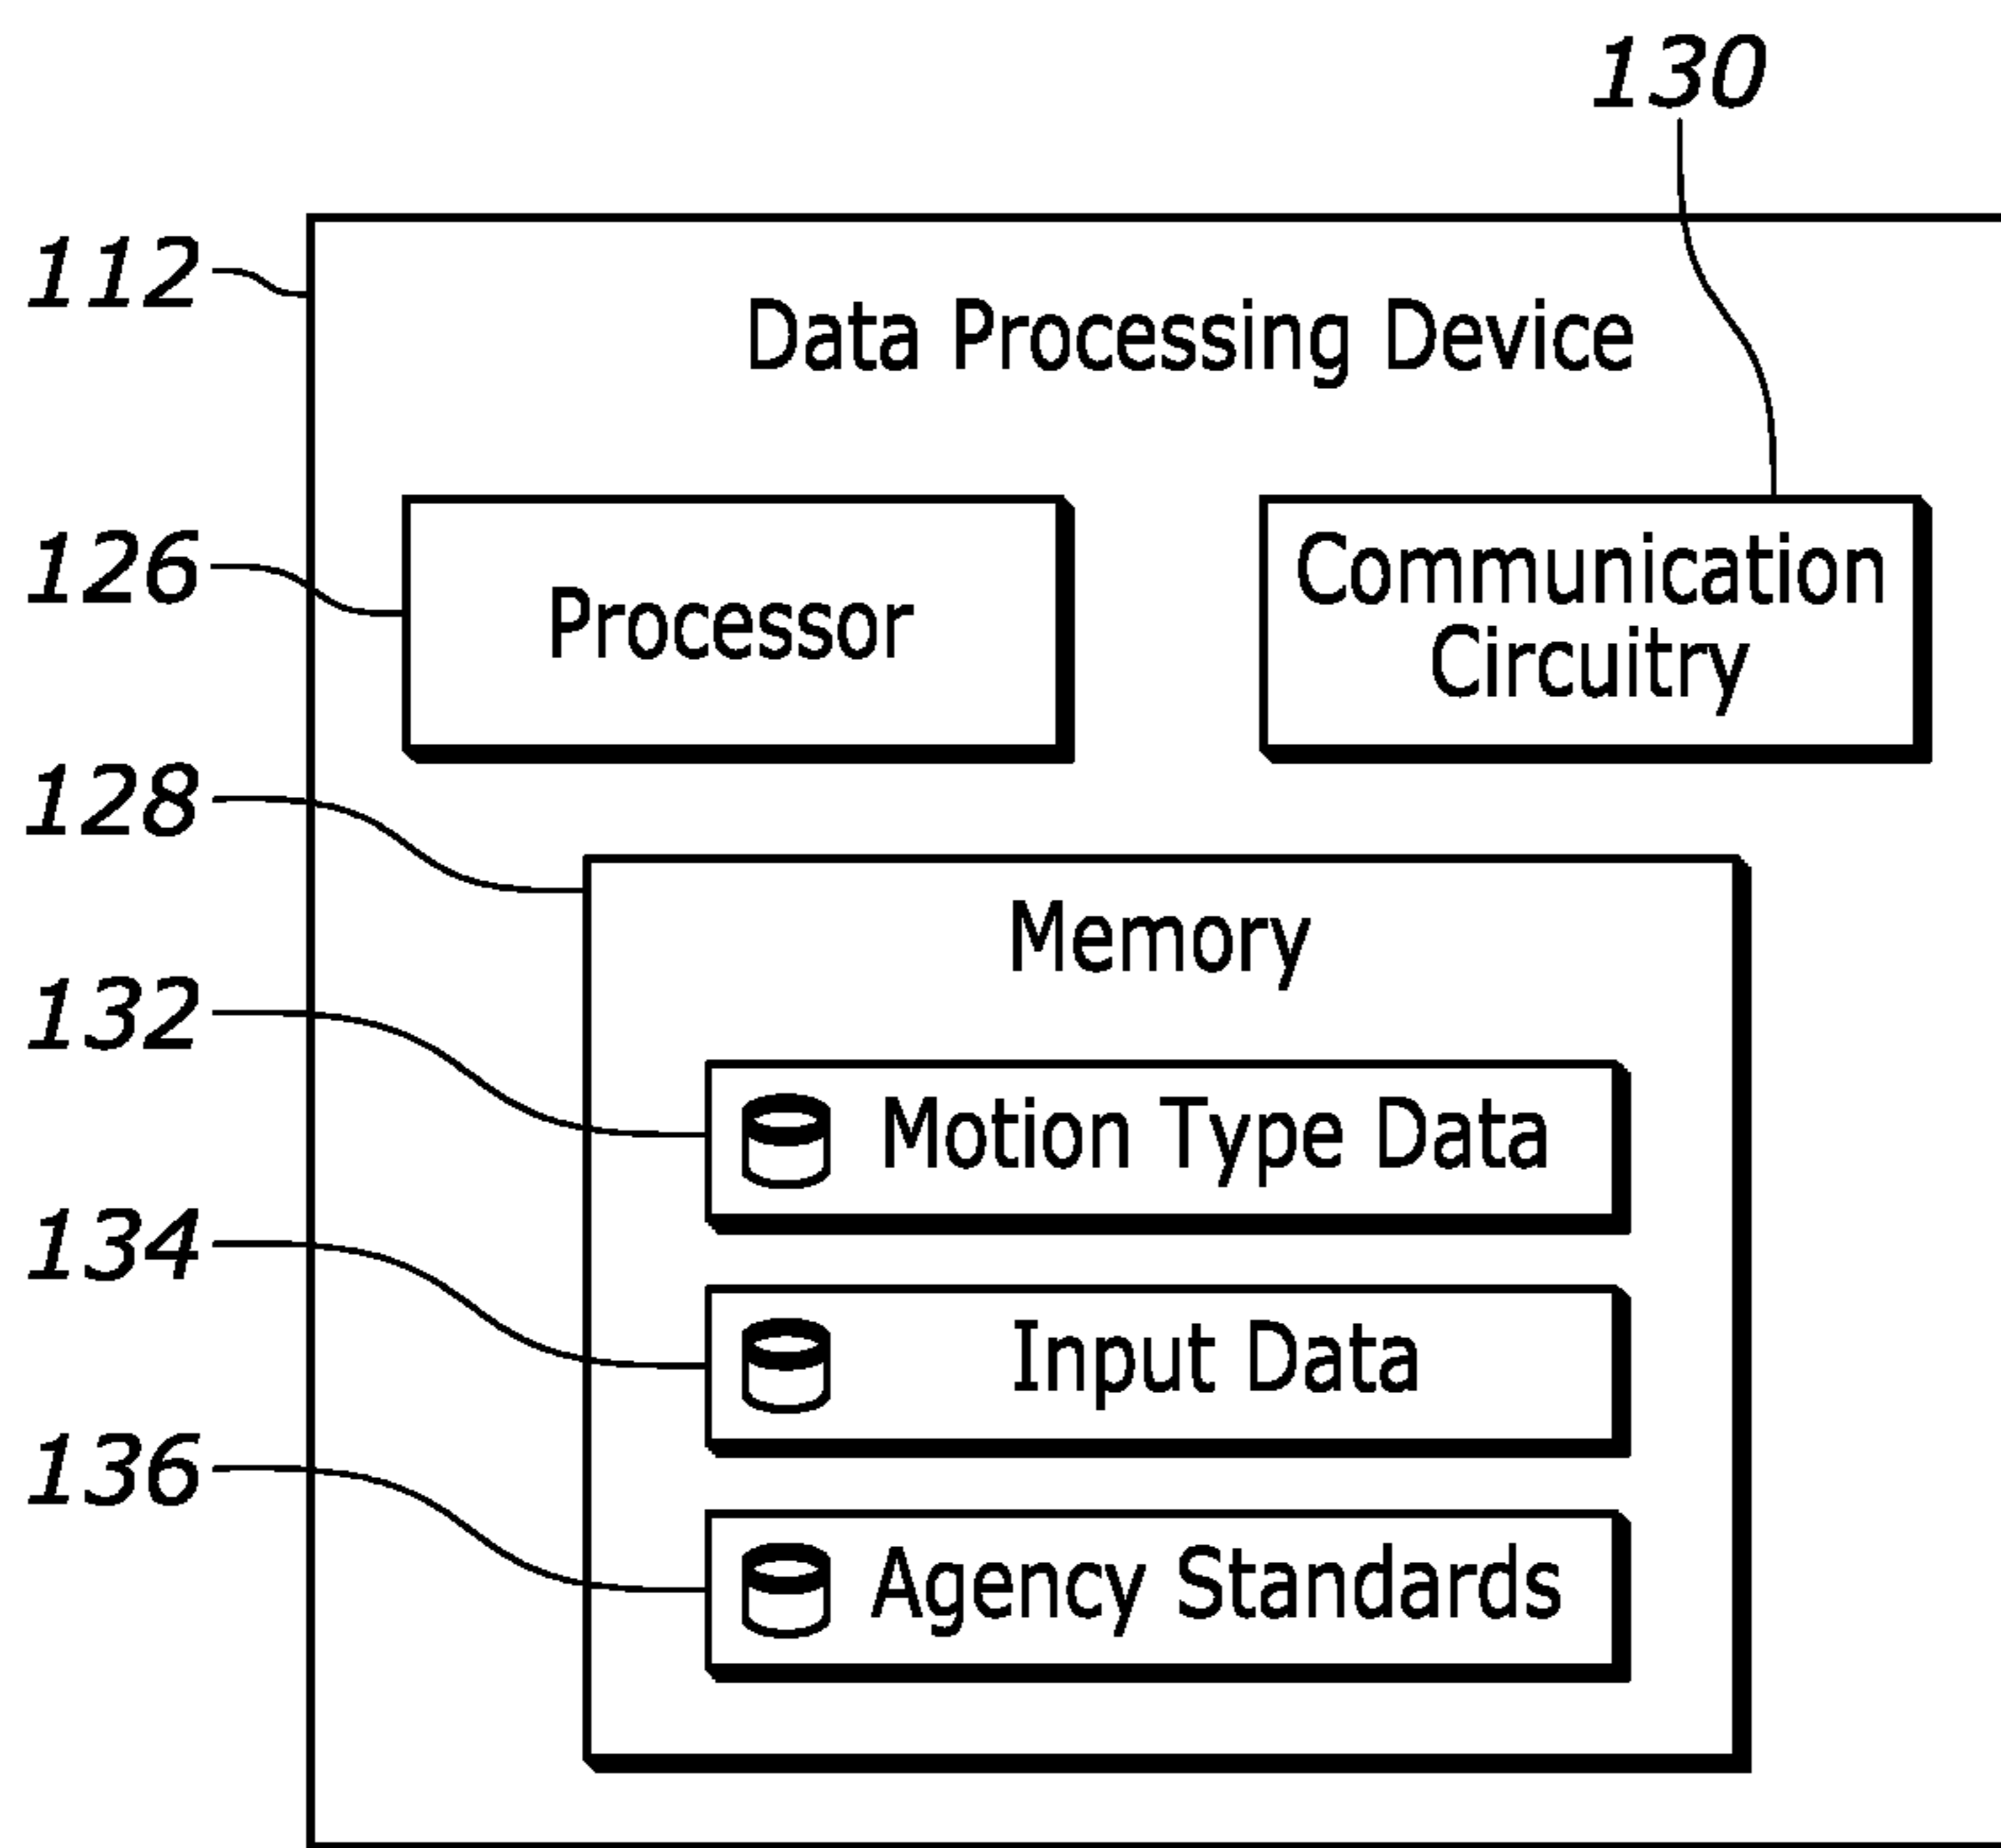 130
112
Data Processing Device
126
Processor
Communication
Circuitry
128
Memory
132
Motion Type Data
134
Input Data
136
Agency Standards